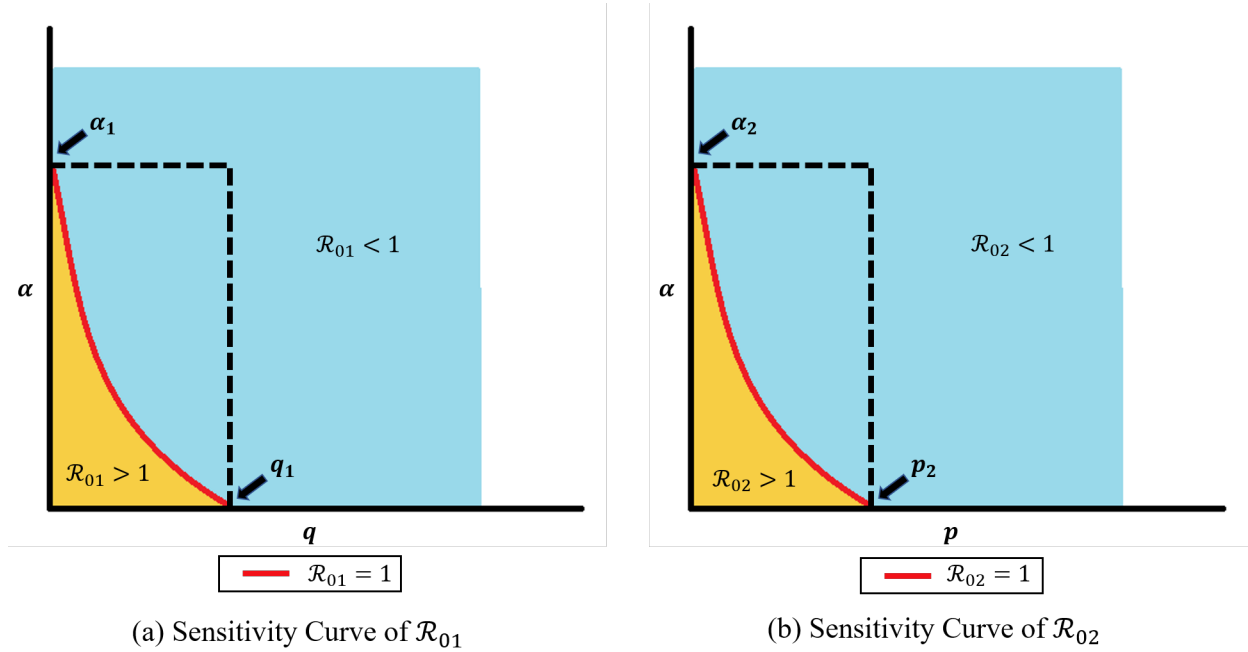 α₁
α
ℛ₀₁ < 1
ℛ₀₁ > 1
q₁
q
ℛ₀₁ = 1
(a) Sensitivity Curve of ℛ₀₁
α₂
α
ℛ₀₂ < 1
ℛ₀₂ > 1
p₂
p
ℛ₀₂ = 1
(b) Sensitivity Curve of ℛ₀₂